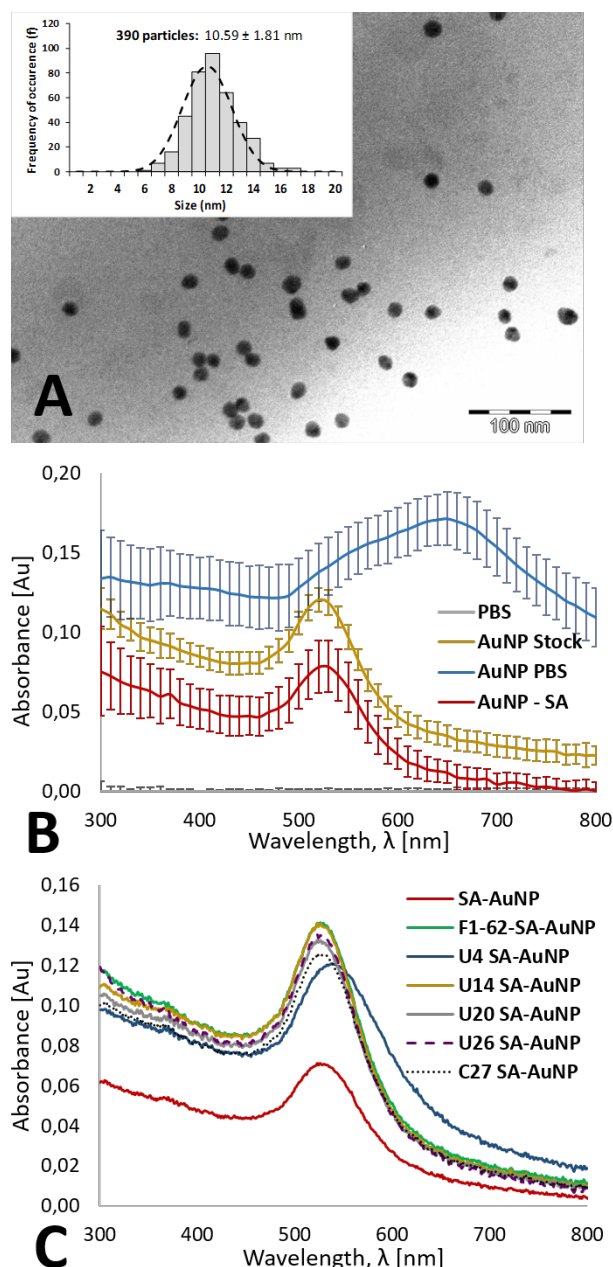 390 particles: 10.59 ± 1.81 nm
Frequency of occurence (f)
120
100
80
60
40
20
0
2 4 6 8 10 12 14 16 18 20
Size (nm)
A
100 nm
0,20
0,15
0,10
0,05
0,00
Absorbance [Au]
PBS
AuNP Stock
AuNP PBS
AuNP - SA
300 400 500 600 700 800
Wavelength, λ [nm]
B
0,16
0,14
0,12
0,10
0,08
0,06
0,04
0,02
0,00
Absorbance [Au]
SA-AuNP
F1-62-SA-AuNP
U4 SA-AuNP
U14 SA-AuNP
U20 SA-AuNP
U26 SA-AuNP
C27 SA-AuNP
300 400 500 600 700 800
Wavelength, λ [nm]
C